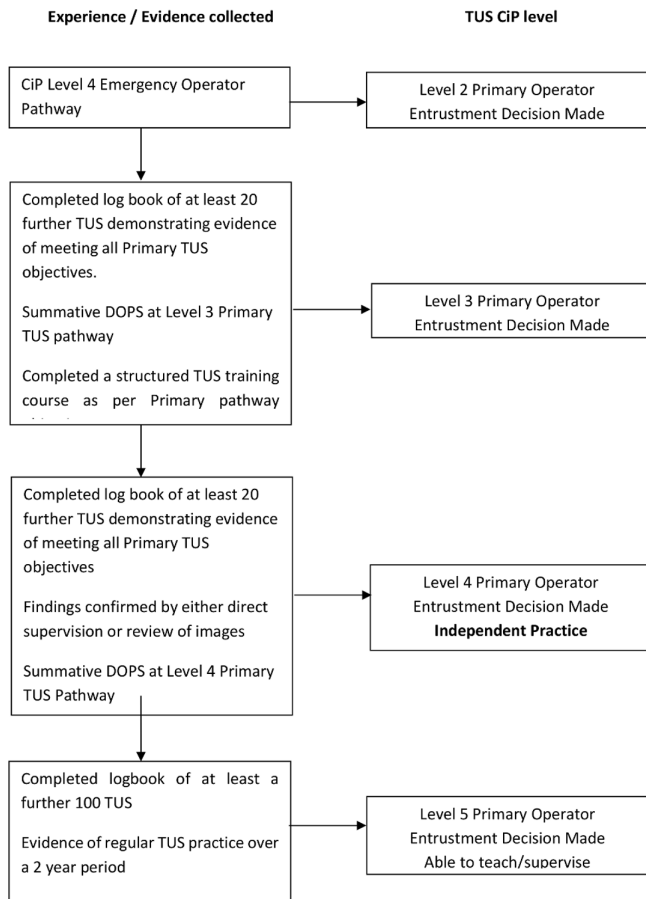 Experience / Evidence collected
TUS CiP level
CiP Level 4 Emergency Operator
Pathway
Level 2 Primary Operator
Entrustment Decision Made
Completed log book of at least 20
further TUS demonstrating evidence
of meeting all Primary TUS
objectives.
Summative DOPS at Level 3 Primary
TUS pathway
Completed a structured TUS training
course as per Primary pathway
Level 3 Primary Operator
Entrustment Decision Made
Completed log book of at least 20
further TUS demonstrating evidence
of meeting all Primary TUS
objectives
Findings confirmed by either direct
supervision or review of images
Summative DOPS at Level 4 Primary
TUS Pathway
Level 4 Primary Operator
Entrustment Decision Made
Independent Practice
Completed logbook of at least a
further 100 TUS
Evidence of regular TUS practice over
a 2 year period
Level 5 Primary Operator
Entrustment Decision Made
Able to teach/supervise